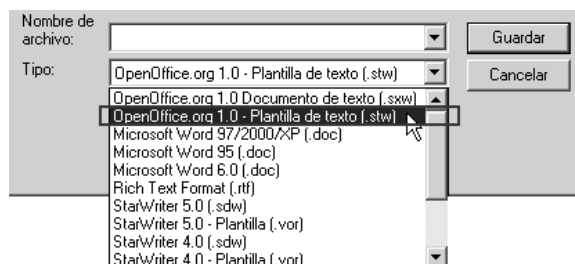 Nombre de
archivo:
Guardar
Tipo:
OpenOffice.org 1.0 - Plantilla de texto (.stw)
Cancelar
OpenOffice.org 1.0 Documento de texto (.sxw)
OpenOffice.org 1.0 - Plantilla de texto (.stw)
Microsoft Word 97/2000/XP (.doc)
Microsoft Word 95 (.doc)
Microsoft Word 6.0 (.doc)
Rich Text Format (.rtf)
StarWriter 5.0 (.sdw)
StarWriter 5.0 - Plantilla (.vor)
StarWriter 4.0 (.sdw)
StarWriter 4.0 - Plantilla (.vor)